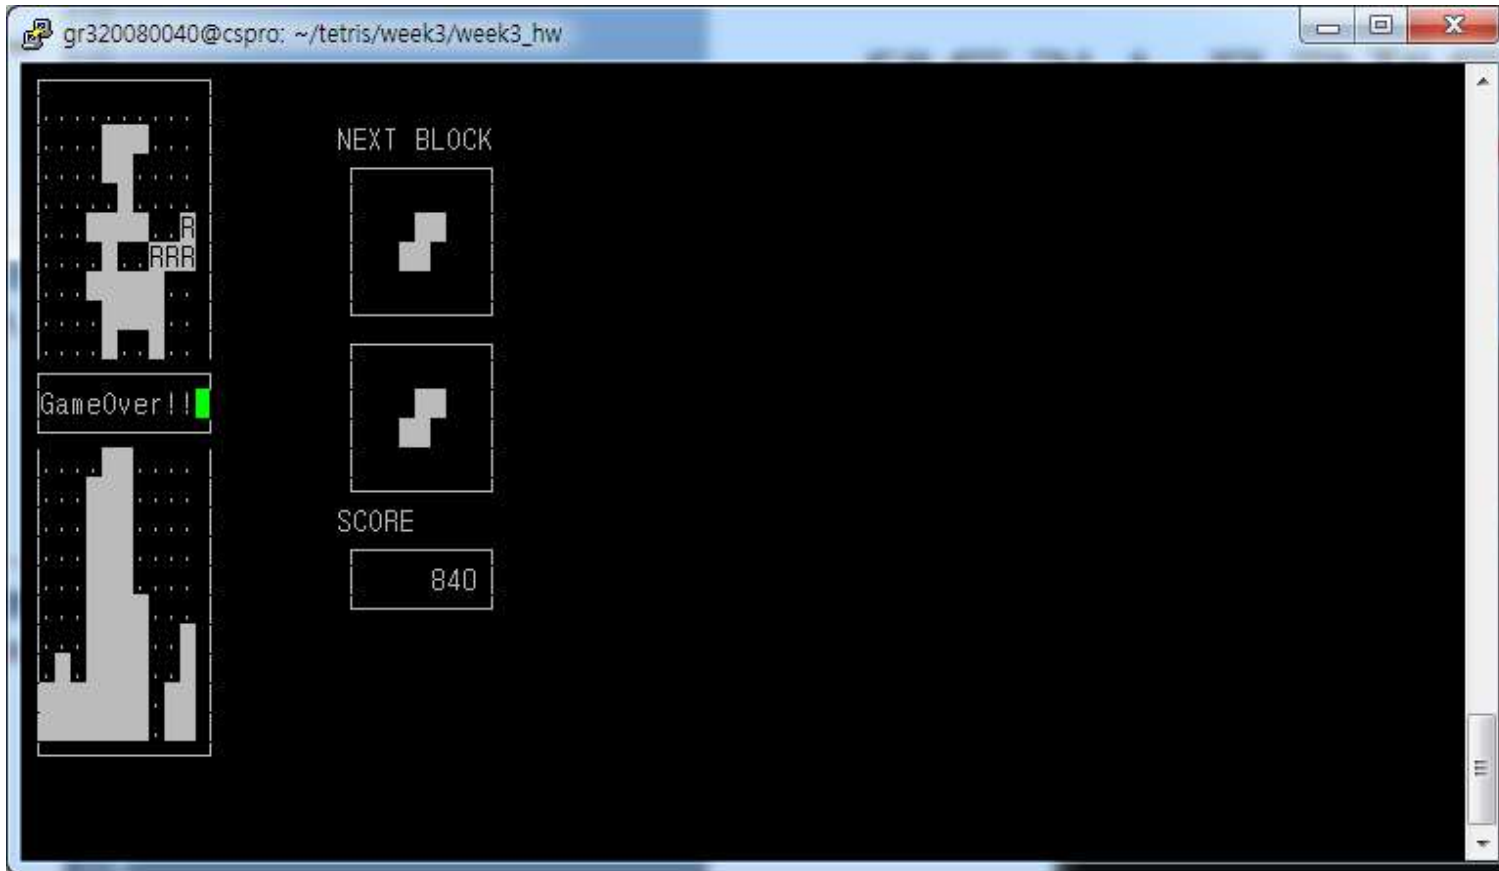 gr320080040@cspro: ~/tetris/week3/week3_hw
NEXT BLOCK
R
RRR
GameOver!!
SCORE
840